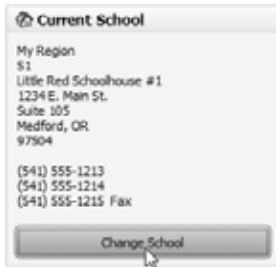 Current School
My Region
S1
Little Red Schoolhouse #1
1234 E. Main St.
Suite 105
Medford, OR
97504
(541) 555-1213
(541) 555-1214
(541) 555-1215 Fax
Change School